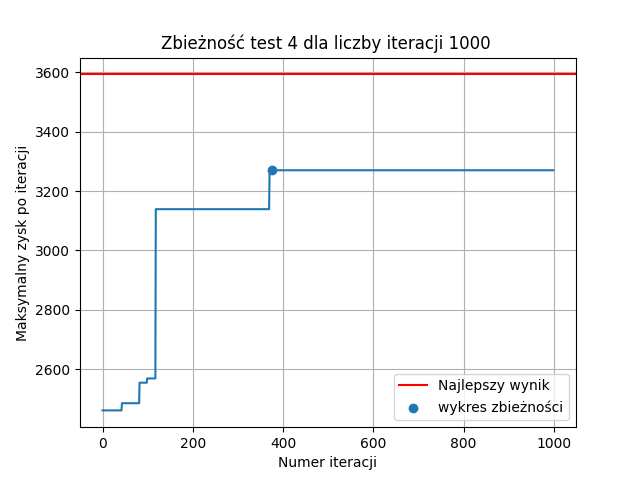 Zbieżność test 4 dla liczby iteracji 1000
Maksymalny zysk po iteracji
3600
3400
3200
3000
2800
2600
Najlepszy wynik
wykres zbieżności
0 200 400 600 800 1000
Numer iteracji